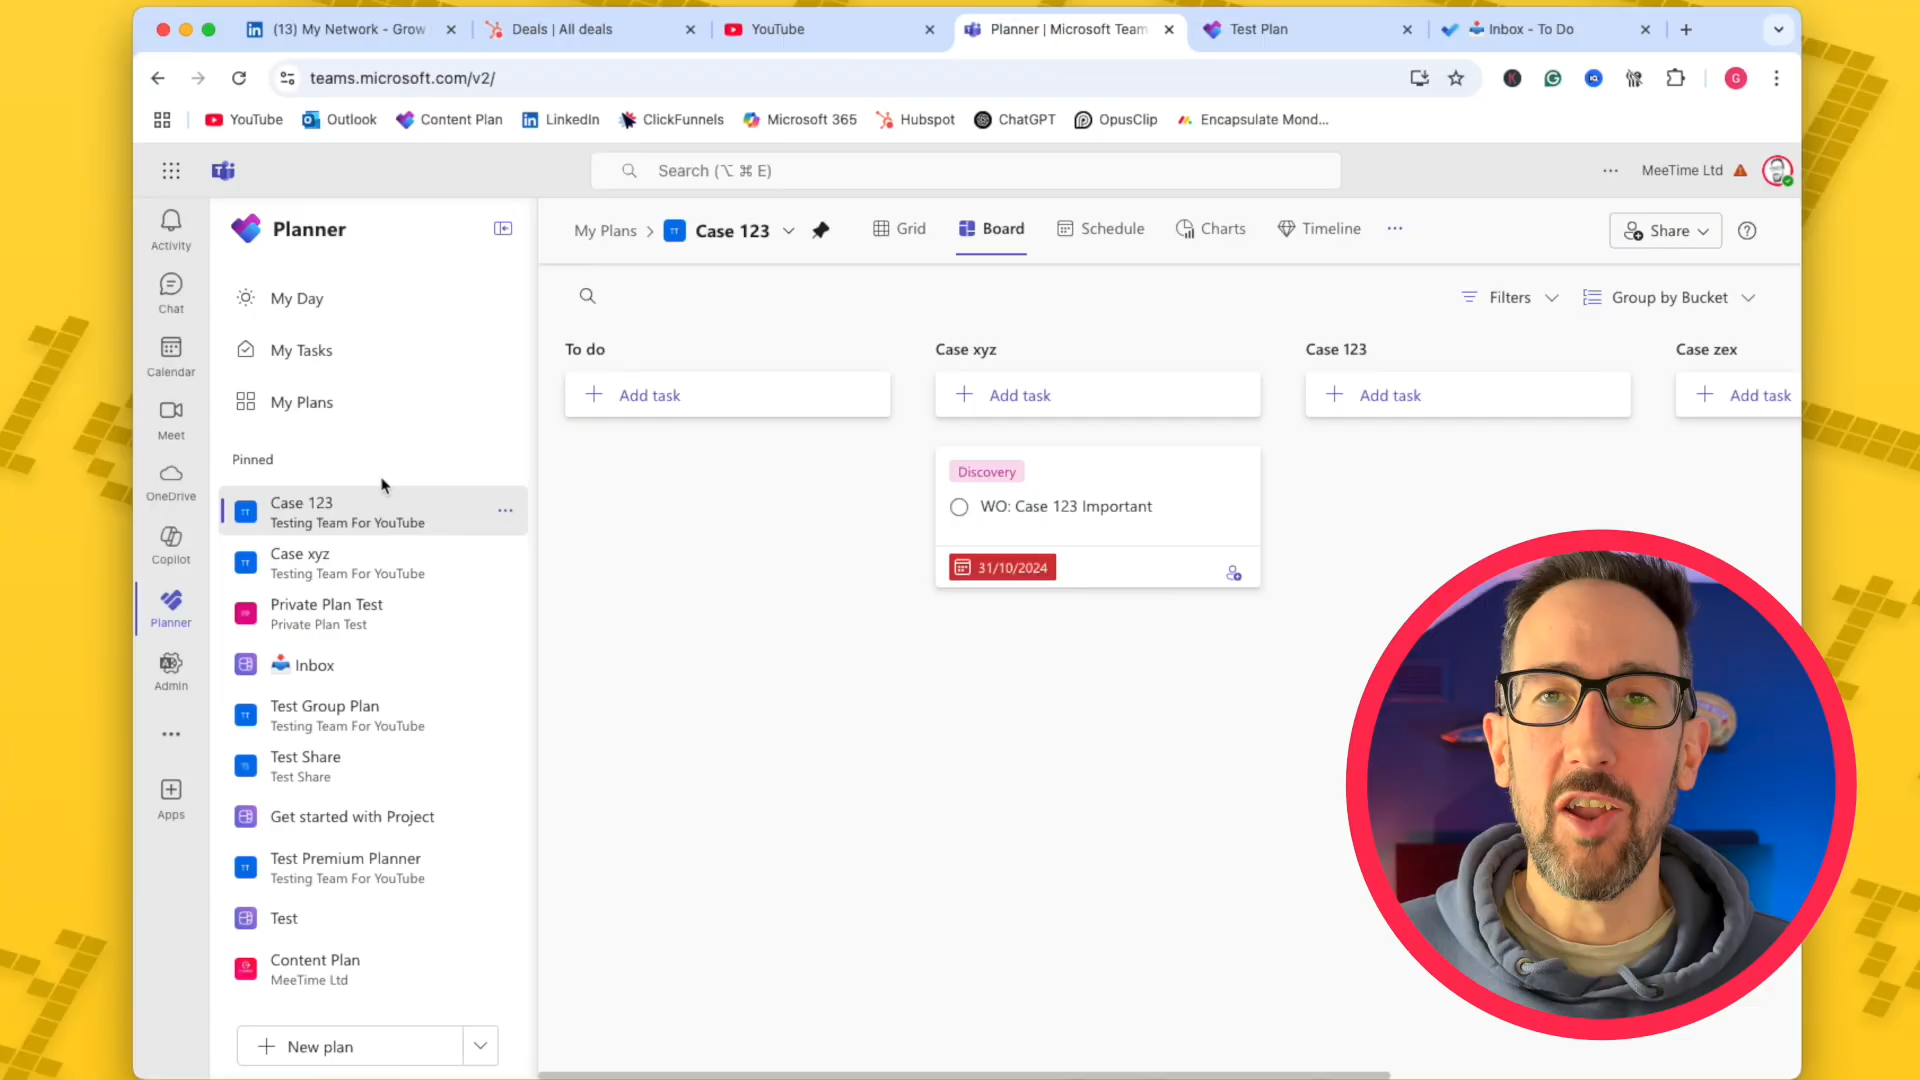 (13) My Network - Grow
Deals | All deals
YouTube
Planner | Microsoft Team
Test Plan
Inbox - To Do
teams.microsoft.com/v2/
G
YouTube
Outlook
Content Plan
LinkedIn
ClickFunnels
Microsoft 365
Hubspot
ChatGPT
OpusClip
Encapsulate Mond...
Search (⌥ ⌘ E)
MeeTime Ltd
Activity
Chat
Calendar
Meet
OneDrive
Copilot
Planner
Admin
Apps
Planner
My Day
My Tasks
My Plans
Pinned
TT Case 123
Testing Team For YouTube
TT Case xyz
Testing Team For YouTube
Private Plan Test
Private Plan Test
Inbox
TT Test Group Plan
Testing Team For YouTube
Test Share
Test Share
Get started with Project
TT Test Premium Planner
Testing Team For YouTube
Test
Content Plan
MeeTime Ltd
New plan
My Plans
TT Case 123
Grid
Board
Schedule
Charts
Timeline
Share
Filters
Group by Bucket
To do
Add task
Case xyz
Add task
Discovery
WO: Case 123 Important
31/10/2024
Case 123
Add task
Case zex
Add task